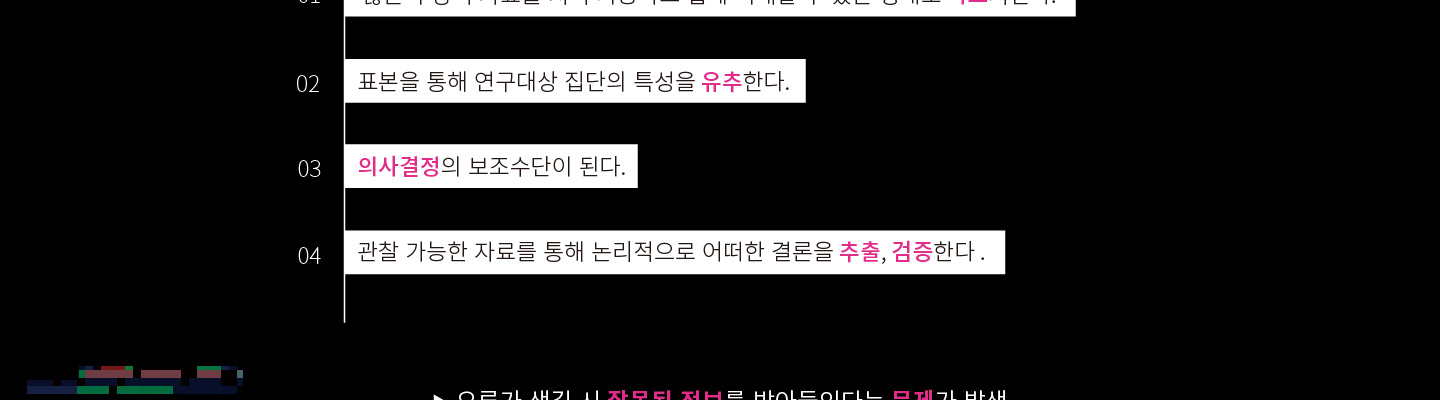 02 표본을 통해 연구대상 집단의 특성을 유추한다.
03 의사결정의 보조수단이 된다.
04 관찰 가능한 자료를 통해 논리적으로 어떠한 결론을 추출, 검증한다 .
▶ 오류가 생길 시 잘못된 정보를 받아들인다는 문제가 발생